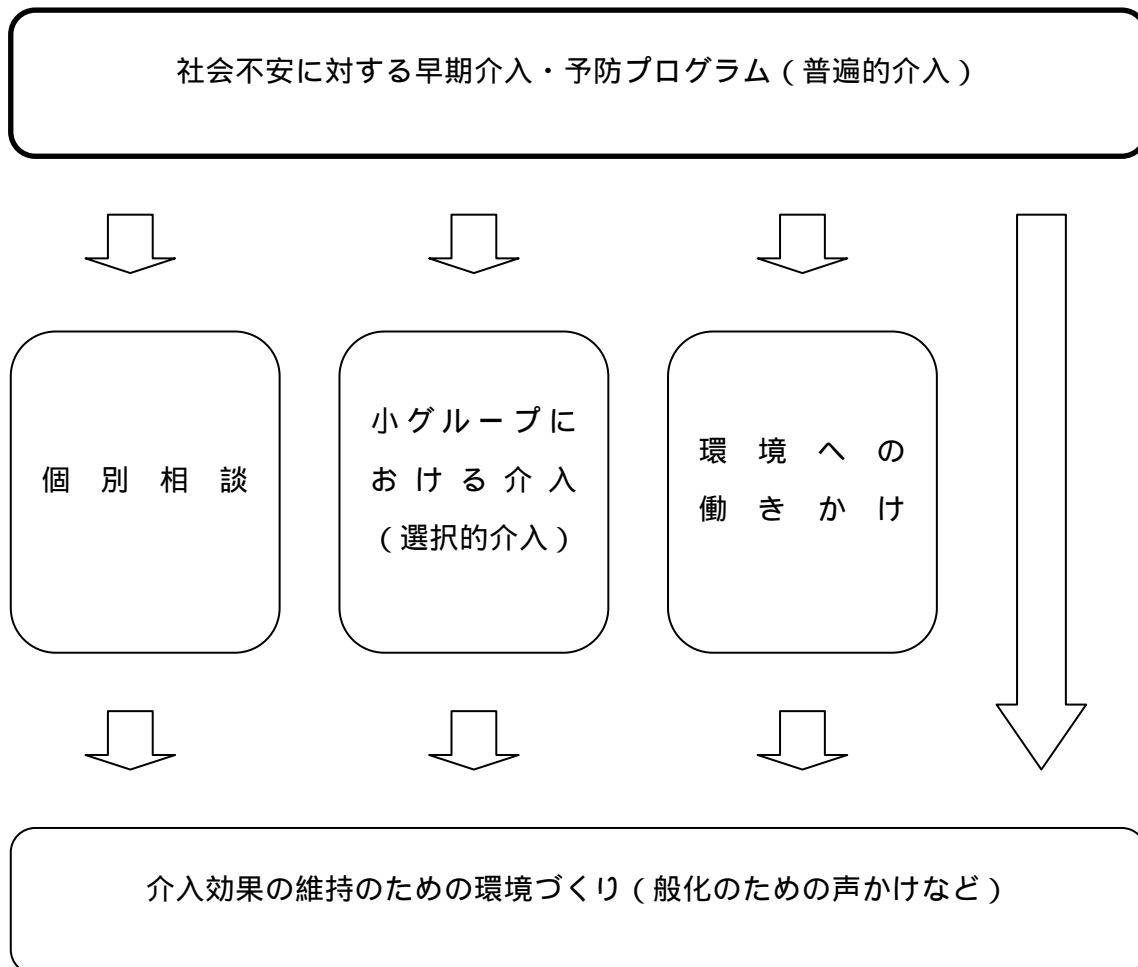 社会不安に対する早期介入・予防プログラム（普遍的介入）
個別相談
小グループに
おける介入
（選択的介入）
環境への
働きかけ
介入効果の維持のための環境づくり（般化のための声かけなど）